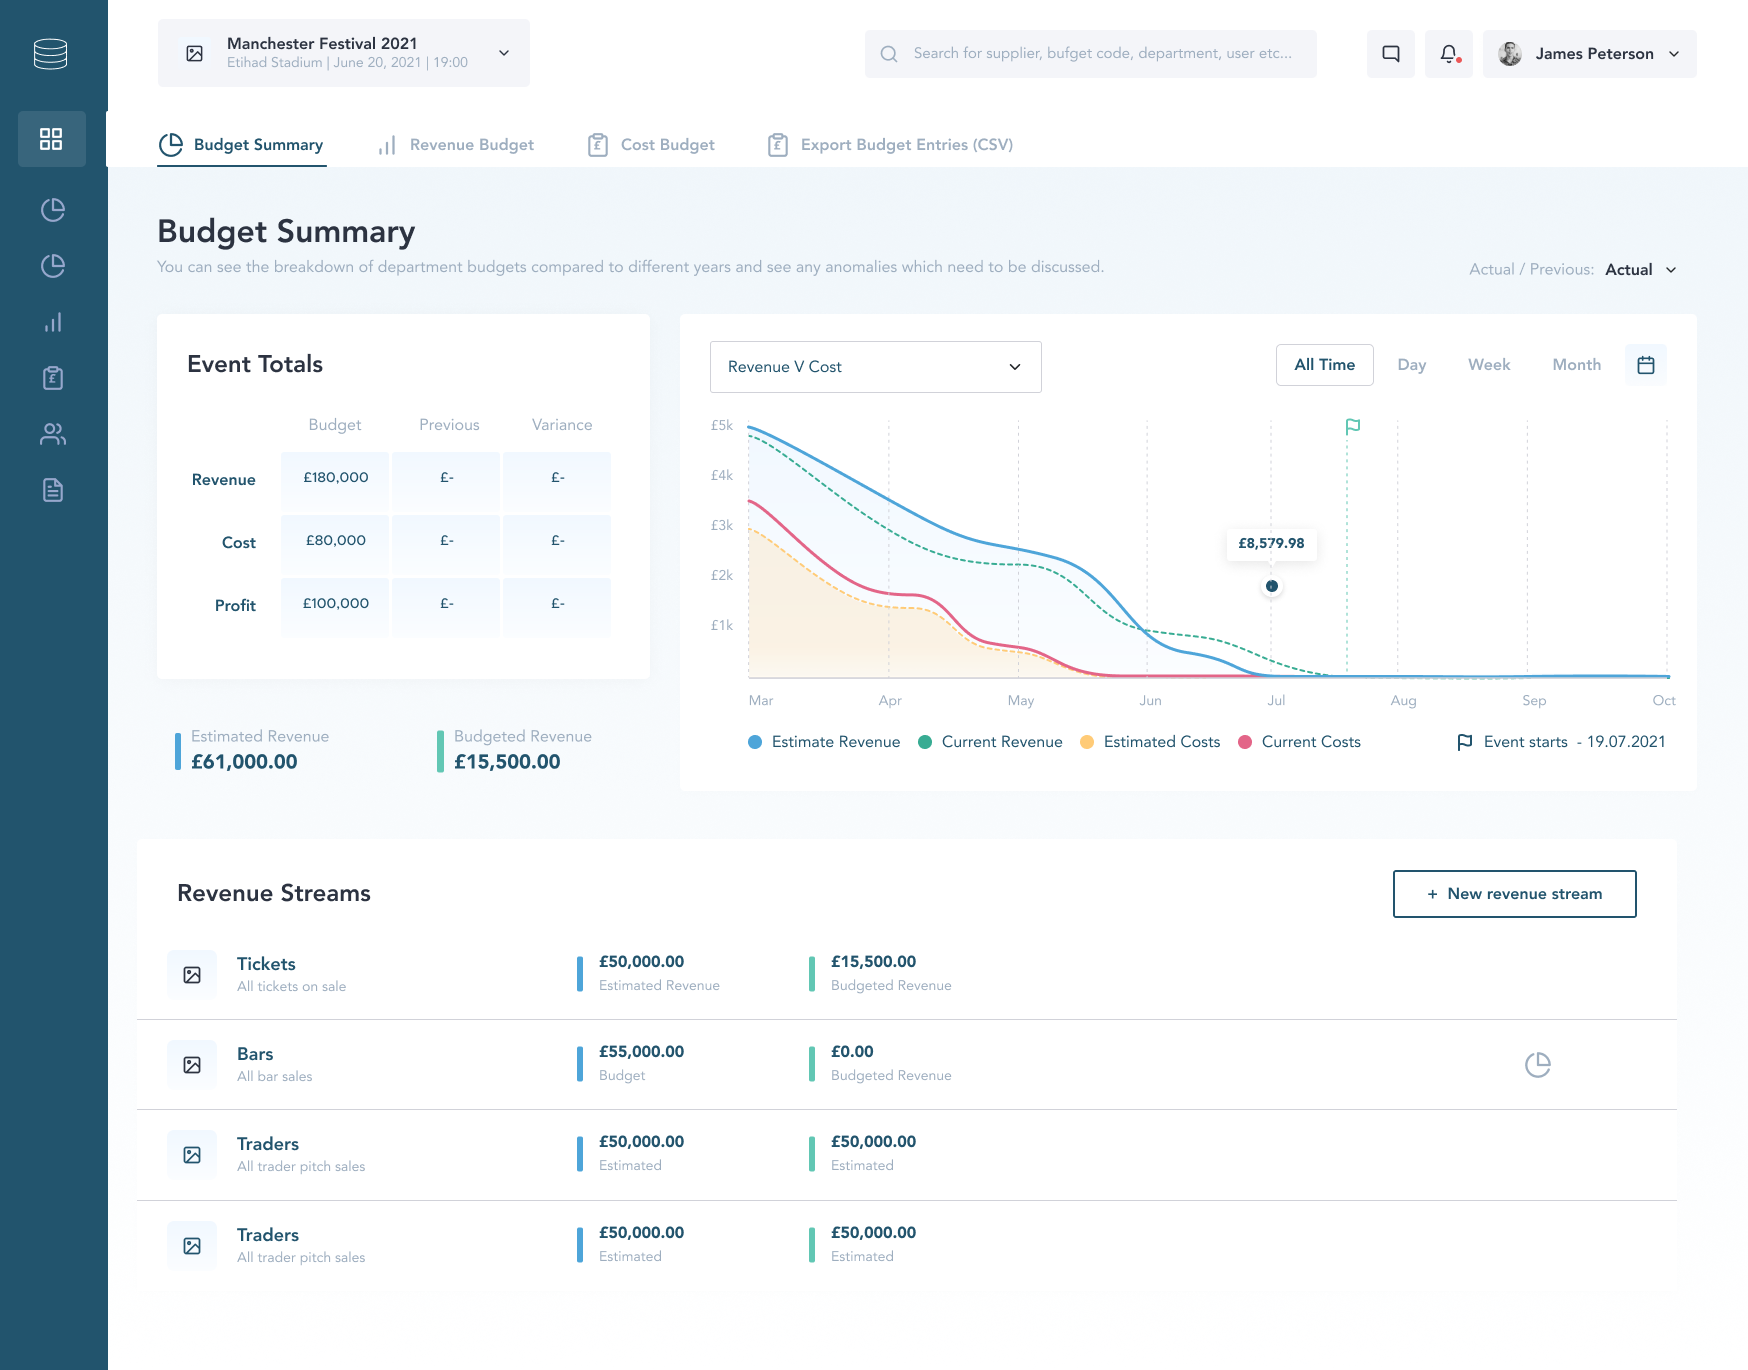 Manchester Festival 2021
Etihad Stadium | June 20, 2021 | 19:00
Search for supplier, bufget code, department, user etc...
James Peterson
Budget Summary
Revenue Budget
£
Cost Budget
£
Export Budget Entries (CSV)
Budget Summary
You can see the breakdown of department budgets compared to different years and see any anomalies which need to be discussed.
Actual / Previous: Actual
£
Event Totals
Budget Previous Variance
Revenue £180,000 £- £-
Cost £80,000 £- £-
Profit £100,000 £- £-
Estimated Revenue
£61,000.00
Budgeted Revenue
£15,500.00
Revenue V Cost
All Time Day Week Month
£5k
£4k
£3k
£2k
£1k
£8,579.98
Mar Apr May Jun Jul Aug Sep Oct
Estimate Revenue Current Revenue Estimated Costs Current Costs
Event starts - 19.07.2021
Revenue Streams
+ New revenue stream
Tickets
All tickets on sale
£50,000.00
Estimated Revenue
£15,500.00
Budgeted Revenue
Bars
All bar sales
£55,000.00
Budget
£0.00
Budgeted Revenue
Traders
All trader pitch sales
£50,000.00
Estimated
£50,000.00
Estimated
Traders
All trader pitch sales
£50,000.00
Estimated
£50,000.00
Estimated